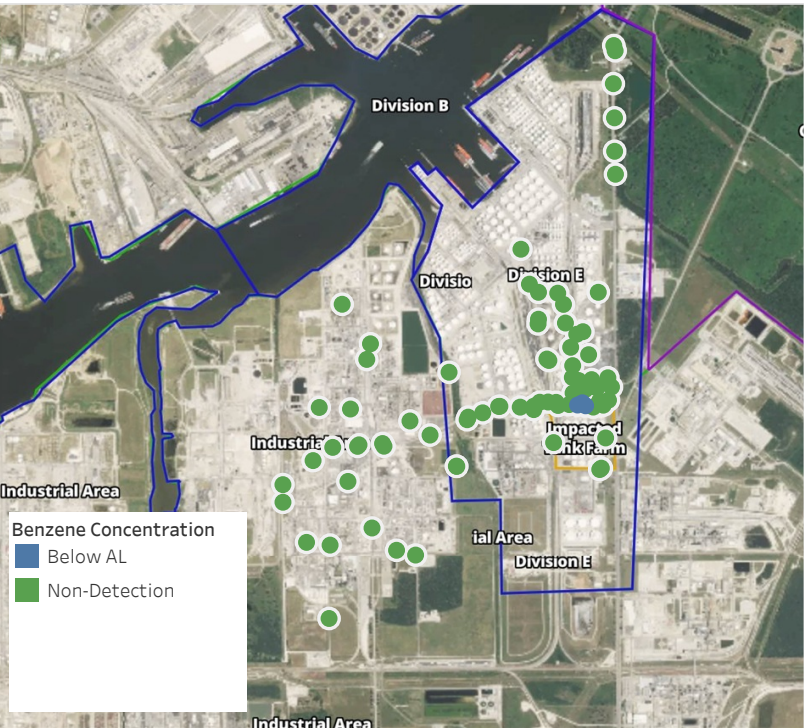 Division B
Divisio
Division E
Impacted
nk Farm
Industrial A
Industrial Area
ial Area
Division E
Benzene Concentration
Below AL
Non-Detection
Industrial Area